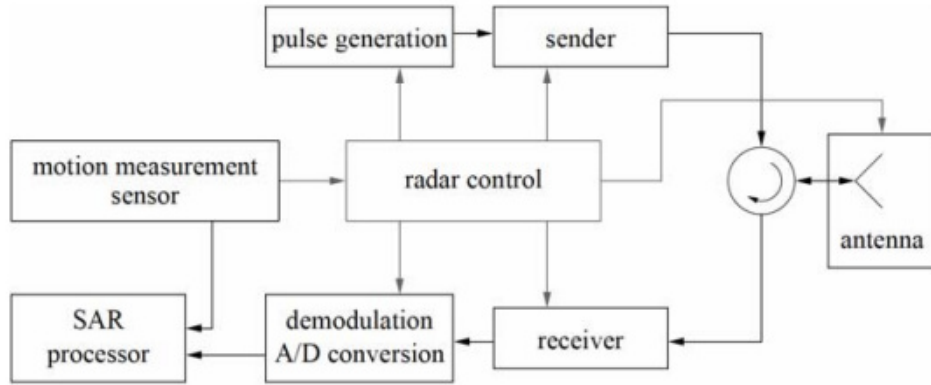 pulse generation
sender
motion measurement
sensor
radar control
antenna
SAR
processor
demodulation
A/D conversion
receiver